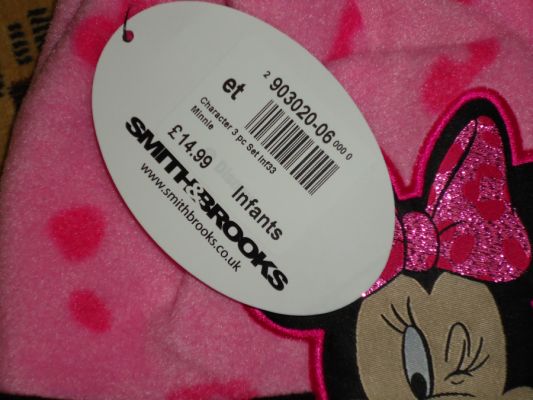 2 903020-06 000 0
et
Character 3 pc Set Inf33
Minnie
£14.99 Infants
SMITH&BROOKS
www.smithbrooks.co.uk